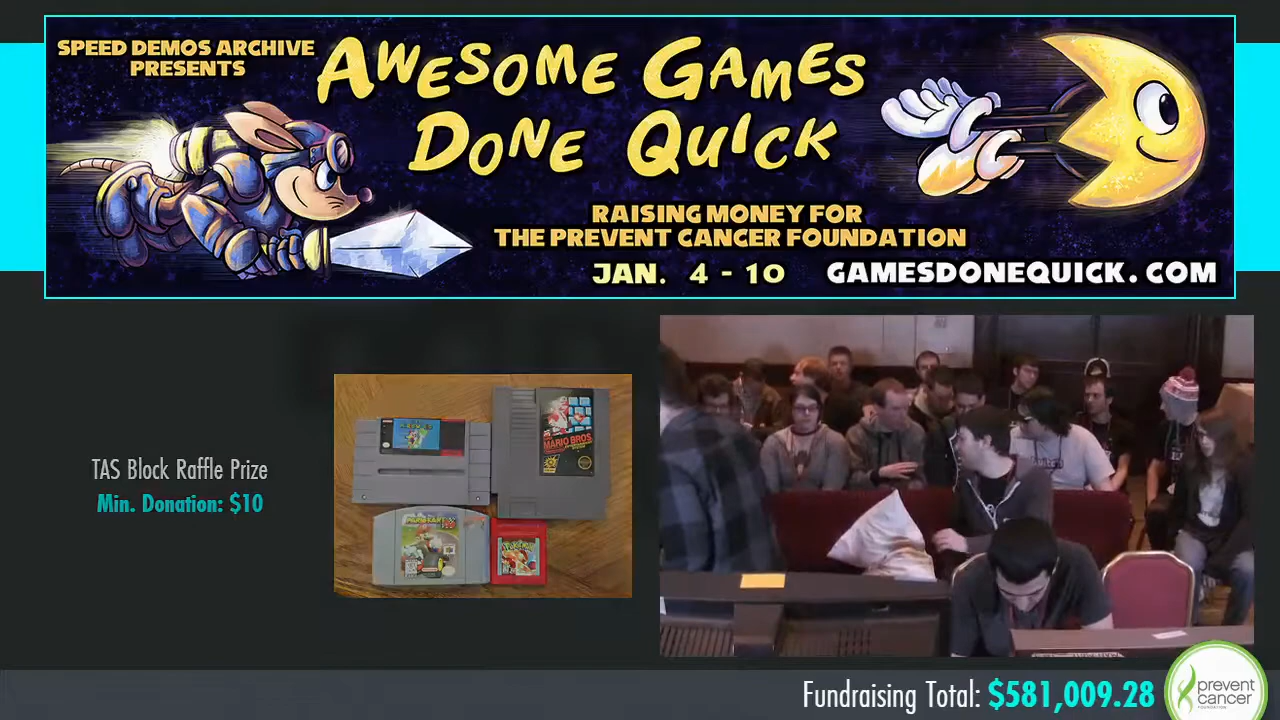 SPEED DEMOS ARCHIVE
PRESENTS
AWESOME GAMES
DONE QUICK
RAISING MONEY FOR
THE PREVENT CANCER FOUNDATION
JAN. 4 - 10 GAMESDONEQUICK.COM
TAS Block Raffle Prize
Min. Donation: $10
MARIO BROS.
Fundraising Total: $581,009.28
prevent
cancer
FOUNDATION